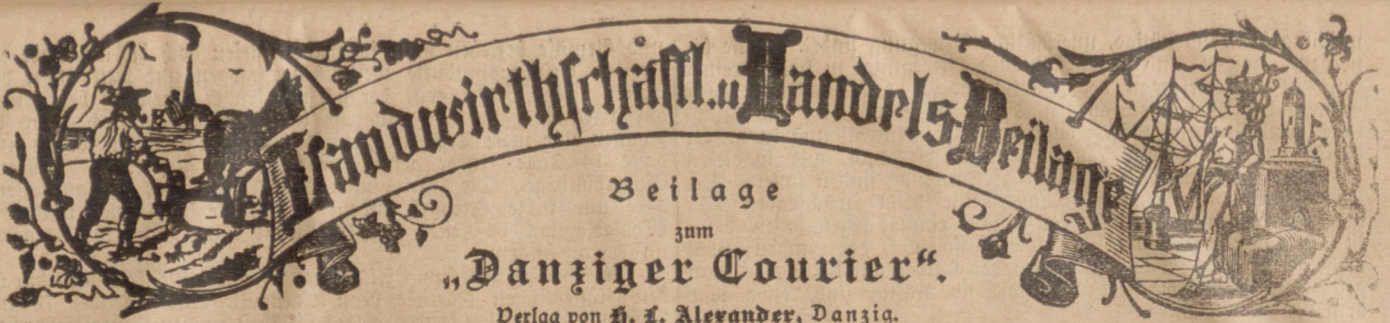 Landwirthschaftl. u. Handels Beilage
Beilage
zum
„Danziger Courier“.
Verlag von H. L. Alexander, Danzig.